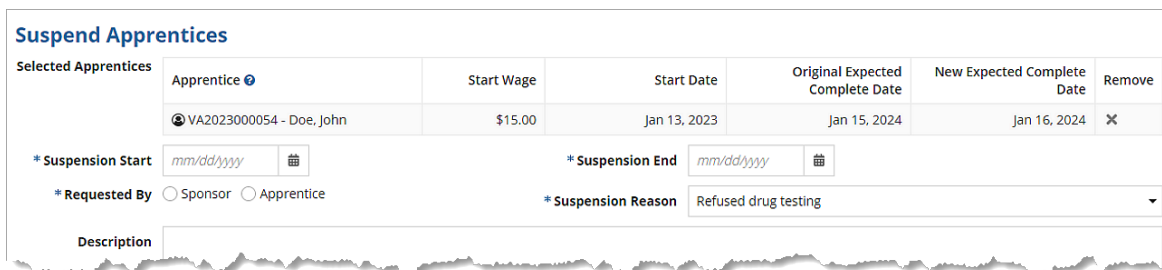 Suspend Apprentices
Selected Apprentices
Apprentice
Start Wage
Start Date
Original Expected
Complete Date
New Expected Complete
Date
Remove
VA2023000054 - Doe, John
$15.00
Jan 13, 2023
Jan 15, 2024
Jan 16, 2024
* Suspension Start mm/dd/yyyy
* Suspension End mm/dd/yyyy
* Requested By Sponsor Apprentice
* Suspension Reason Refused drug testing
Description